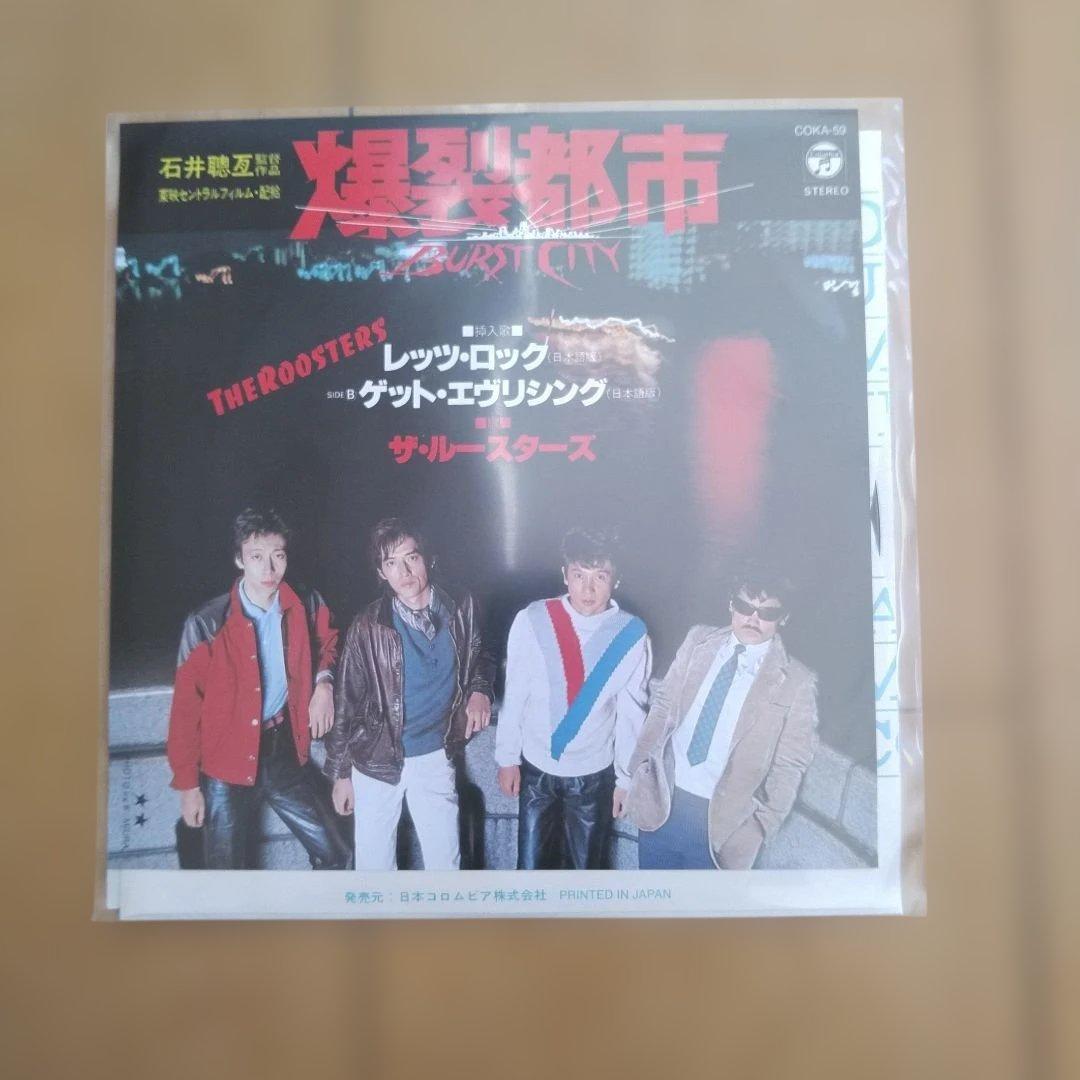 COKA-59
石井聰亙監督作品
東映セントラルフィルム・配給
爆裂都市
BURST CITY
Columbia
STEREO
THE ROOSTERS
■挿入歌■
レッツ・ロック(日本語版)
SIDE B ゲット・エヴリシング(日本語版)
ザ・ルースターズ
発売元:日本コロムビア株式会社 PRINTED IN JAPAN